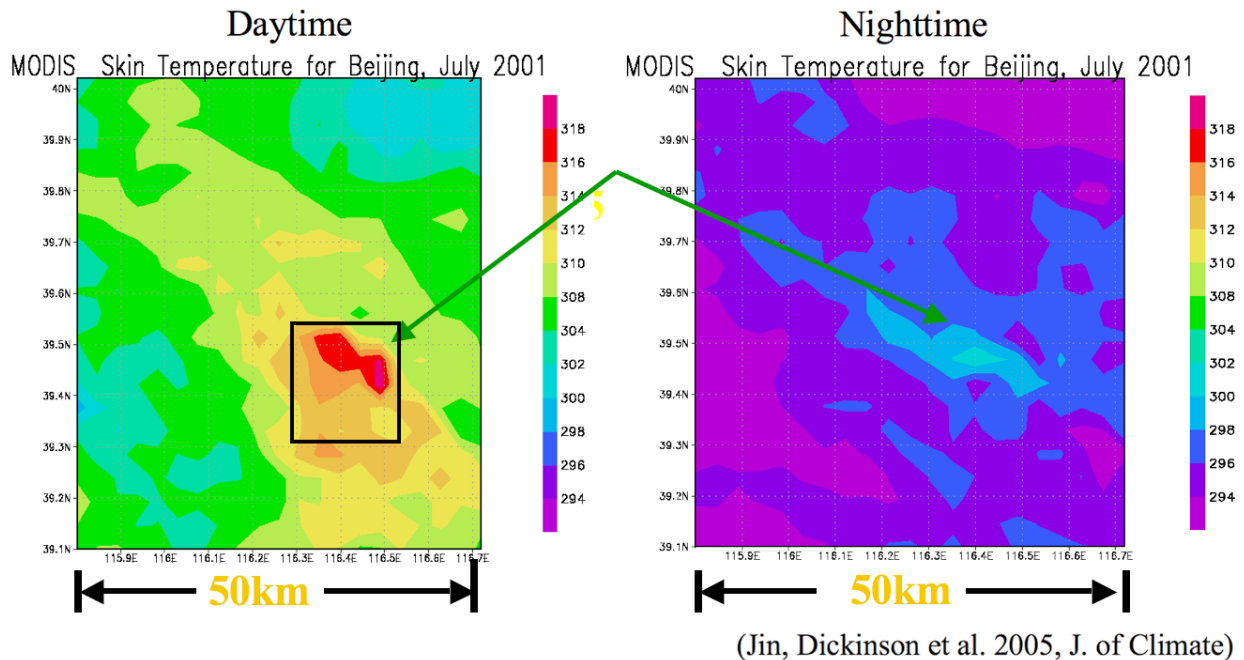 Daytime
MODIS Skin Temperature for Beijing, July 2001
40N
39.9N
39.8N
39.7N
39.6N
39.5N
39.4N
39.3N
39.2N
39.1N
115.9E 116E 116.1E 116.2E 116.3E 116.4E 116.5E 116.6E 116.7E
318
316
314
312
310
308
304
302
300
298
296
294
50km
5
Nighttime
MODIS Skin Temperature for Beijing, July 2001
40N
39.9N
39.8N
39.7N
39.6N
39.5N
39.4N
39.3N
39.2N
39.1N
115.9E 116E 116.1E 116.2E 116.3E 116.4E 116.5E 116.6E 116.7E
318
316
314
312
310
308
304
302
300
298
296
294
50km
(Jin, Dickinson et al. 2005, J. of Climate)